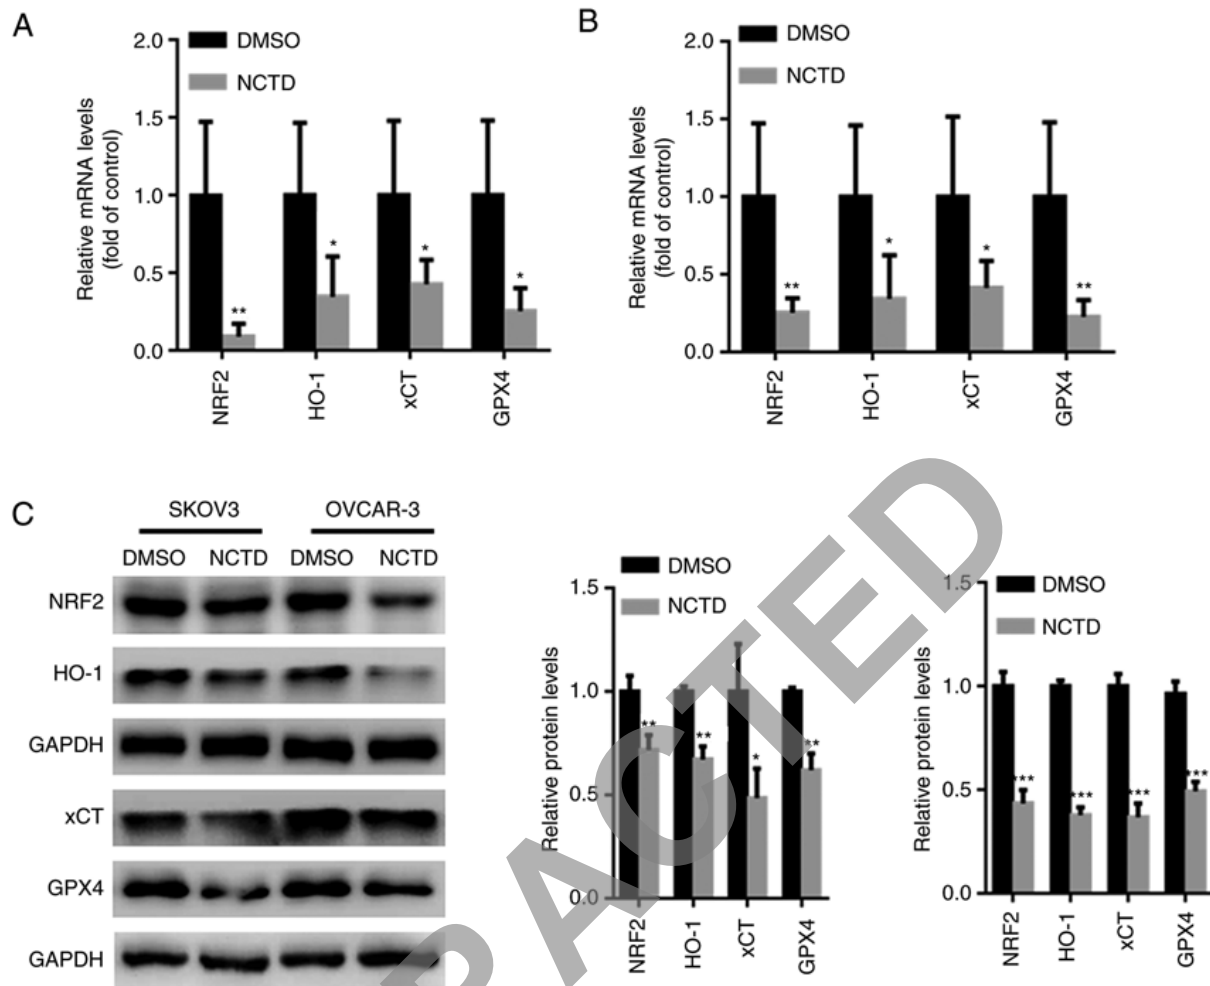 A
2.0
1.5
1.0
0.5
0.0
Relative mRNA levels
(fold of control)
DMSO
NCTD
**
*
*
*
NRF2
HO-1
xCT
GPX4
B
2.0
1.5
1.0
0.5
0.0
Relative mRNA levels
(fold of control)
DMSO
NCTD
**
*
*
**
NRF2
HO-1
xCT
GPX4
C
SKOV3 OVCAR-3
DMSO NCTD DMSO NCTD
NRF2
HO-1
GAPDH
xCT
GPX4
GAPDH
1.5
1.0
0.5
0.0
Relative protein levels
DMSO
NCTD
**
**
*
**
NRF2
HO-1
xCT
GPX4
1.5
1.0
0.5
0.0
Relative protein levels
DMSO
NCTD
***
***
***
***
NRF2
HO-1
xCT
GPX4
RACTED